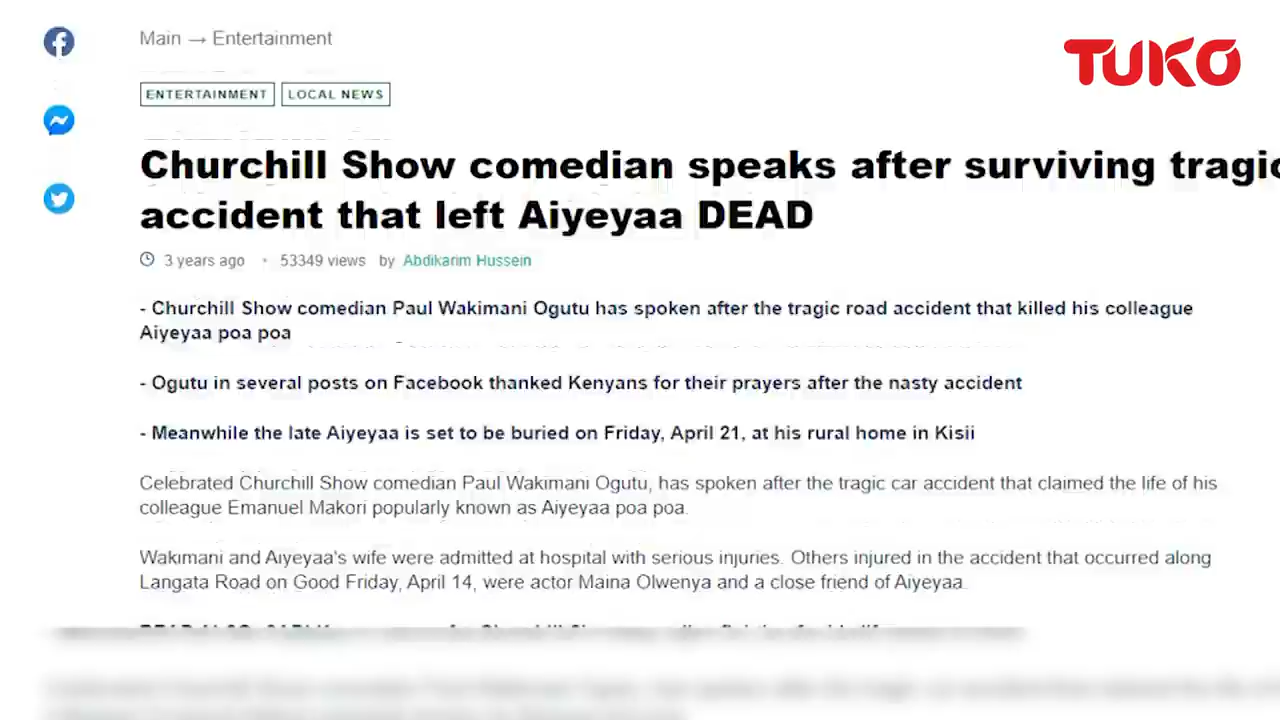 Main → Entertainment
TUKO
ENTERTAINMENT LOCAL NEWS
Churchill Show comedian speaks after surviving tragic
accident that left Aiyeyaa DEAD
3 years ago • 53349 views by Abdikarim Hussein
- Churchill Show comedian Paul Wakimani Ogutu has spoken after the tragic road accident that killed his colleague
Aiyeyaa poa poa
- Ogutu in several posts on Facebook thanked Kenyans for their prayers after the nasty accident
- Meanwhile the late Aiyeyaa is set to be buried on Friday, April 21, at his rural home in Kisii
Celebrated Churchill Show comedian Paul Wakimani Ogutu, has spoken after the tragic car accident that claimed the life of his
colleague Emanuel Makori popularly known as Aiyeyaa poa poa.
Wakimani and Aiyeyaa's wife were admitted at hospital with serious injuries. Others injured in the accident that occurred along
Langata Road on Good Friday, April 14, were actor Maina Olwenya and a close friend of Aiyeyaa.